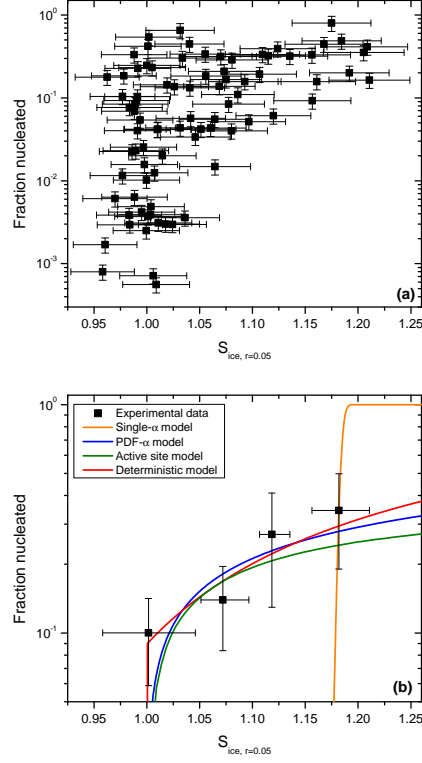 10⁰
10⁻¹
10⁻²
10⁻³
Fraction nucleated
(a)
0.95 1.00 1.05 1.10 1.15 1.20 1.25
S_ice, r=0.05
Experimental data
Single-α model
PDF-α model
Active site model
Deterministic model
10⁰
10⁻¹
Fraction nucleated
(b)
0.95 1.00 1.05 1.10 1.15 1.20 1.25
S_ice, r=0.05